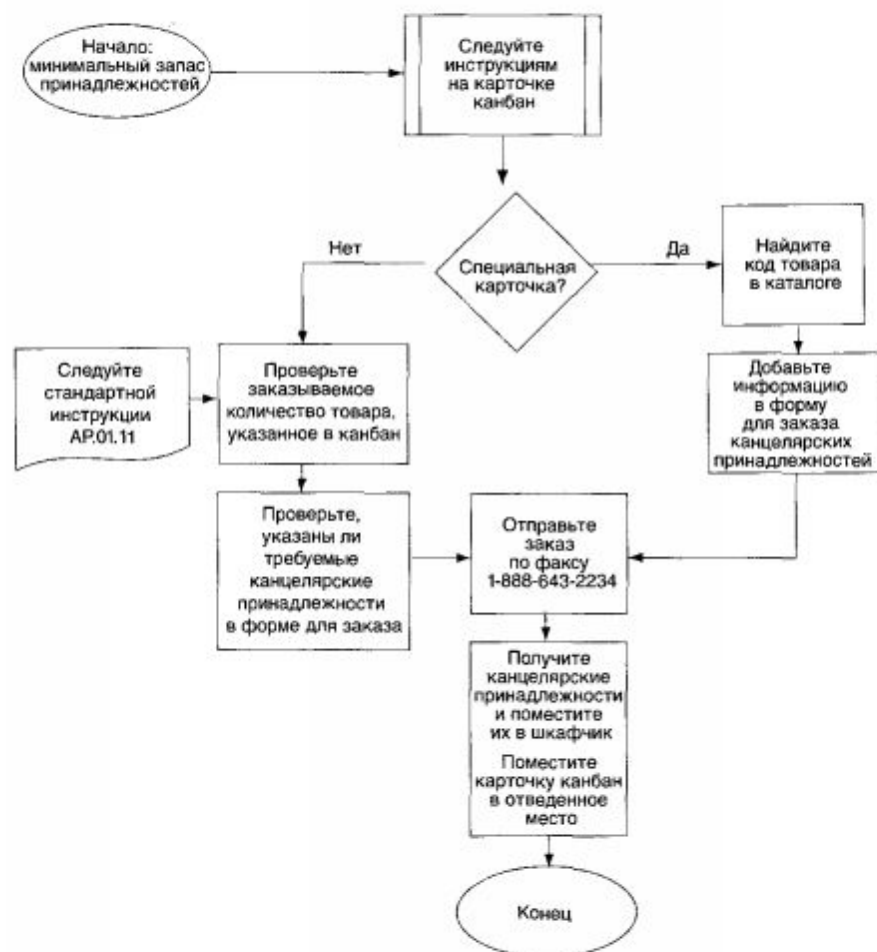 Начало:
минимальный запас
принадлежностей
Следуйте
инструкциям
на карточке
канбан
Нет
Специальная
карточка?
Да
Найдите
код товара
в каталоге
Следуйте
стандартной
инструкции
AP.01.11
Проверьте
заказываемое
количество товара,
указанное в канбан
Добавьте
информацию
в форму
для заказа
канцелярских
принадлежностей
Проверьте,
указаны ли
требуемые
канцелярские
принадлежности
в форме для заказа
Отправьте
заказ
по факсу
1-888-643-2234
Получите
канцелярские
принадлежности
и поместите
их в шкафчик
Поместите
карточку канбан
в отведенное
место
Конец